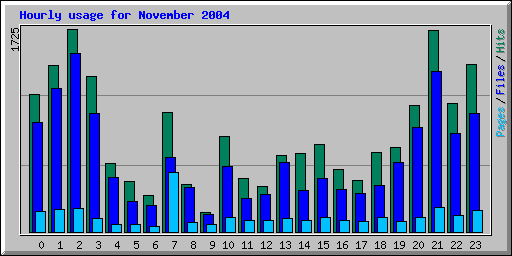 Hourly usage for November 2004
1725
Pages / Files / Hits
0 1 2 3 4 5 6 7 8 9 10 11 12 13 14 15 16 17 18 19 20 21 22 23